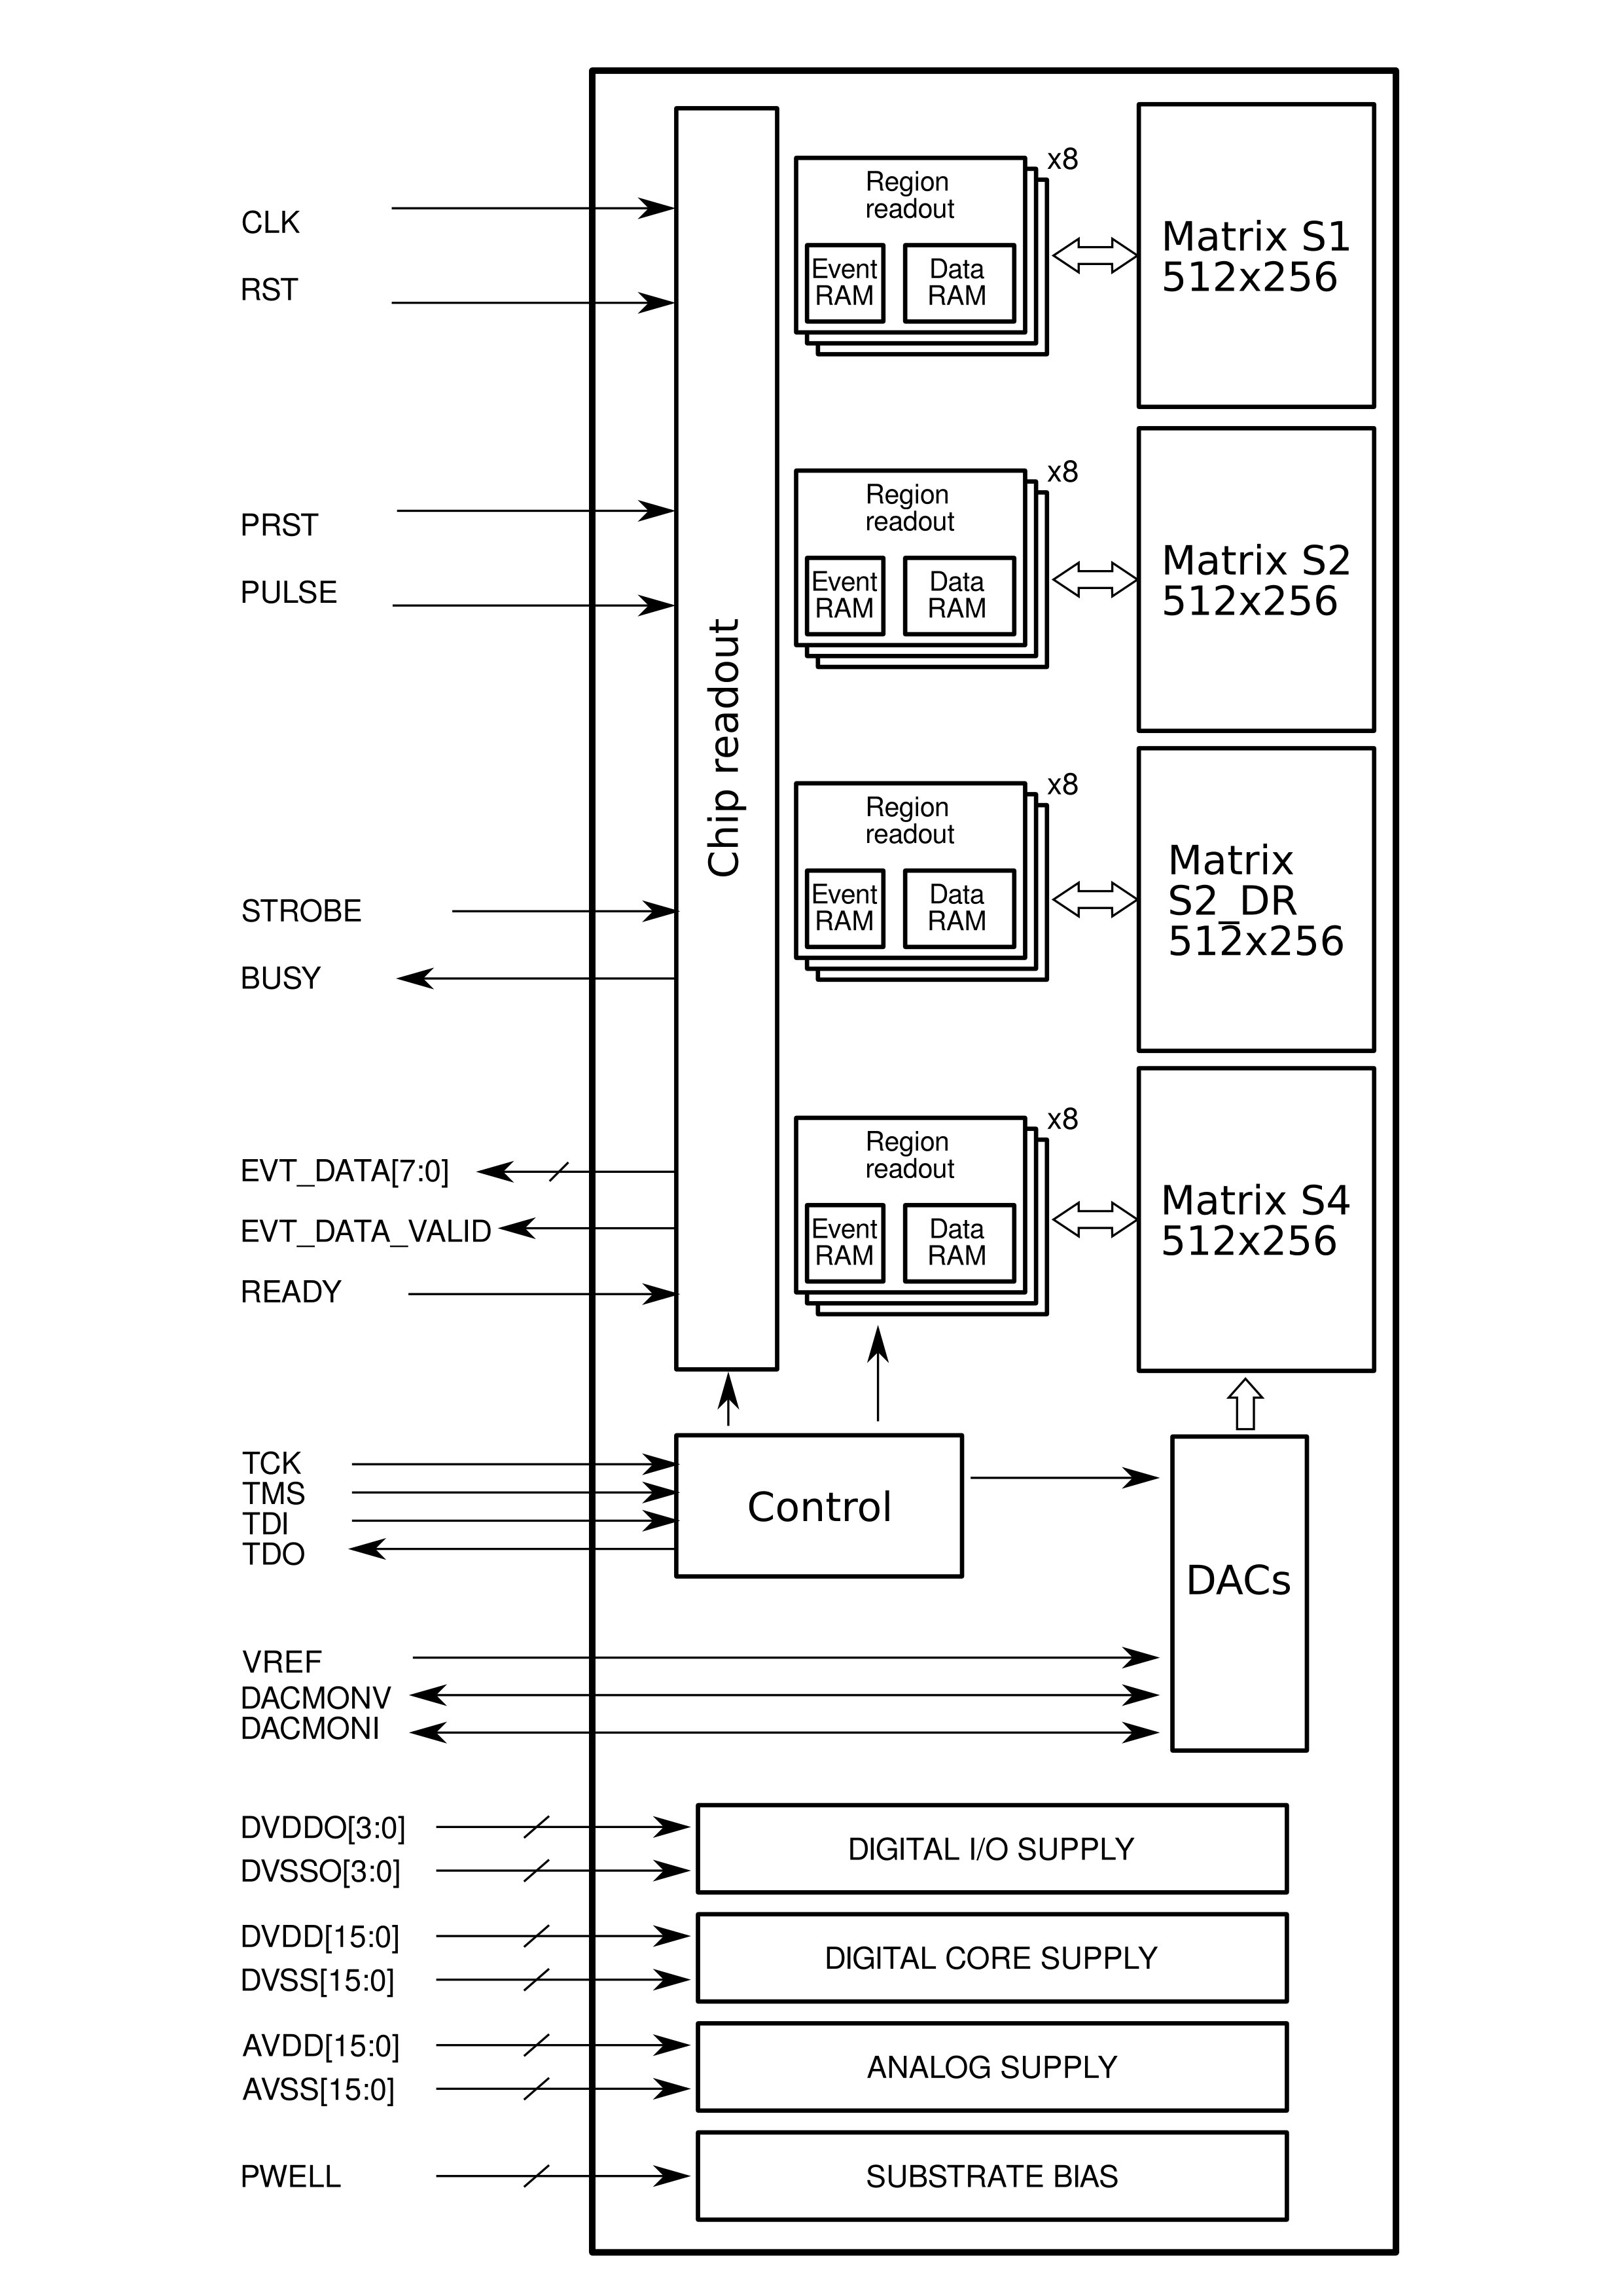 CLK
RST
PRST
PULSE
STROBE
BUSY
EVT_DATA[7:0]
EVT_DATA_VALID
READY
TCK
TMS
TDI
TDO
VREF
DACMONV
DACMONI
DVDDO[3:0]
DVSSO[3:0]
DVDD[15:0]
DVSS[15:0]
AVDD[15:0]
AVSS[15:0]
PWELL
Chip readout
x8
Region
readout
Event
RAM
Data
RAM
Matrix S1
512x256
x8
Region
readout
Event
RAM
Data
RAM
Matrix S2
512x256
x8
Region
readout
Event
RAM
Data
RAM
Matrix
S2_DR
512x256
x8
Region
readout
Event
RAM
Data
RAM
Matrix S4
512x256
Control
DACs
DIGITAL I/O SUPPLY
DIGITAL CORE SUPPLY
ANALOG SUPPLY
SUBSTRATE BIAS